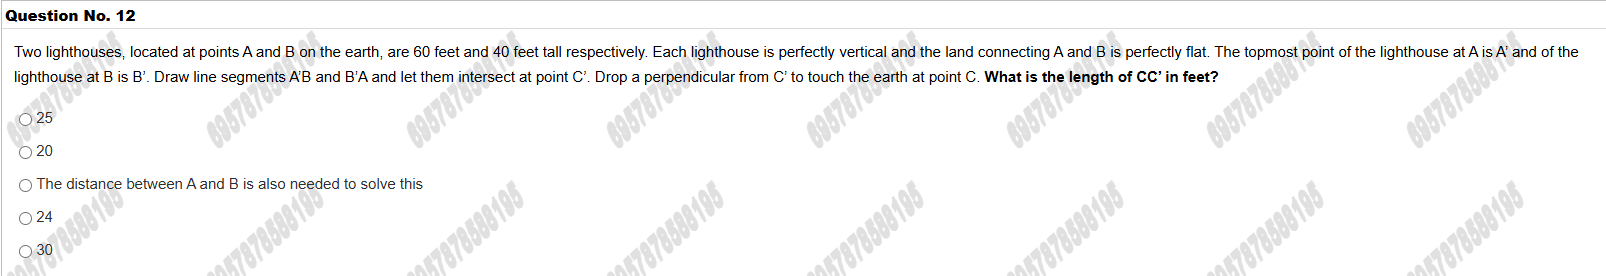 Question No. 12
Two lighthouses, located at points A and B on the earth, are 60 feet and 40 feet tall respectively. Each lighthouse is perfectly vertical and the land connecting A and B is perfectly flat. The topmost point of the lighthouse at A is A' and of the
lighthouse at B is B'. Draw line segments A'B and B'A and let them intersect at point C'. Drop a perpendicular from C' to touch the earth at point C. What is the length of CC' in feet?
25
20
The distance between A and B is also needed to solve this
24
30